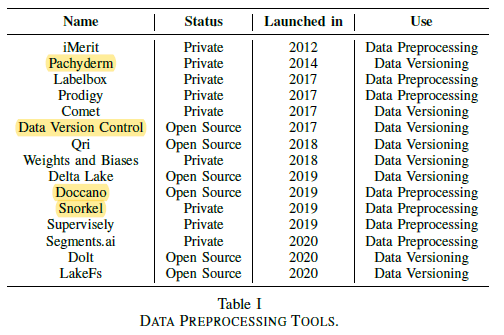 Name Status Launched in Use
iMerit Private 2012 Data Preprocessing
Pachyderm Private 2014 Data Versioning
Labelbox Private 2017 Data Preprocessing
Prodigy Private 2017 Data Preprocessing
Comet Private 2017 Data Versioning
Data Version Control Open Source 2017 Data Versioning
Qri Open Source 2018 Data Versioning
Weights and Biases Private 2018 Data Versioning
Delta Lake Open Source 2019 Data Versioning
Doccano Open Source 2019 Data Preprocessing
Snorkel Private 2019 Data Preprocessing
Supervisely Private 2019 Data Preprocessing
Segments.ai Private 2020 Data Preprocessing
Dolt Open Source 2020 Data Versioning
LakeFs Open Source 2020 Data Versioning
Table I
DATA PREPROCESSING TOOLS.